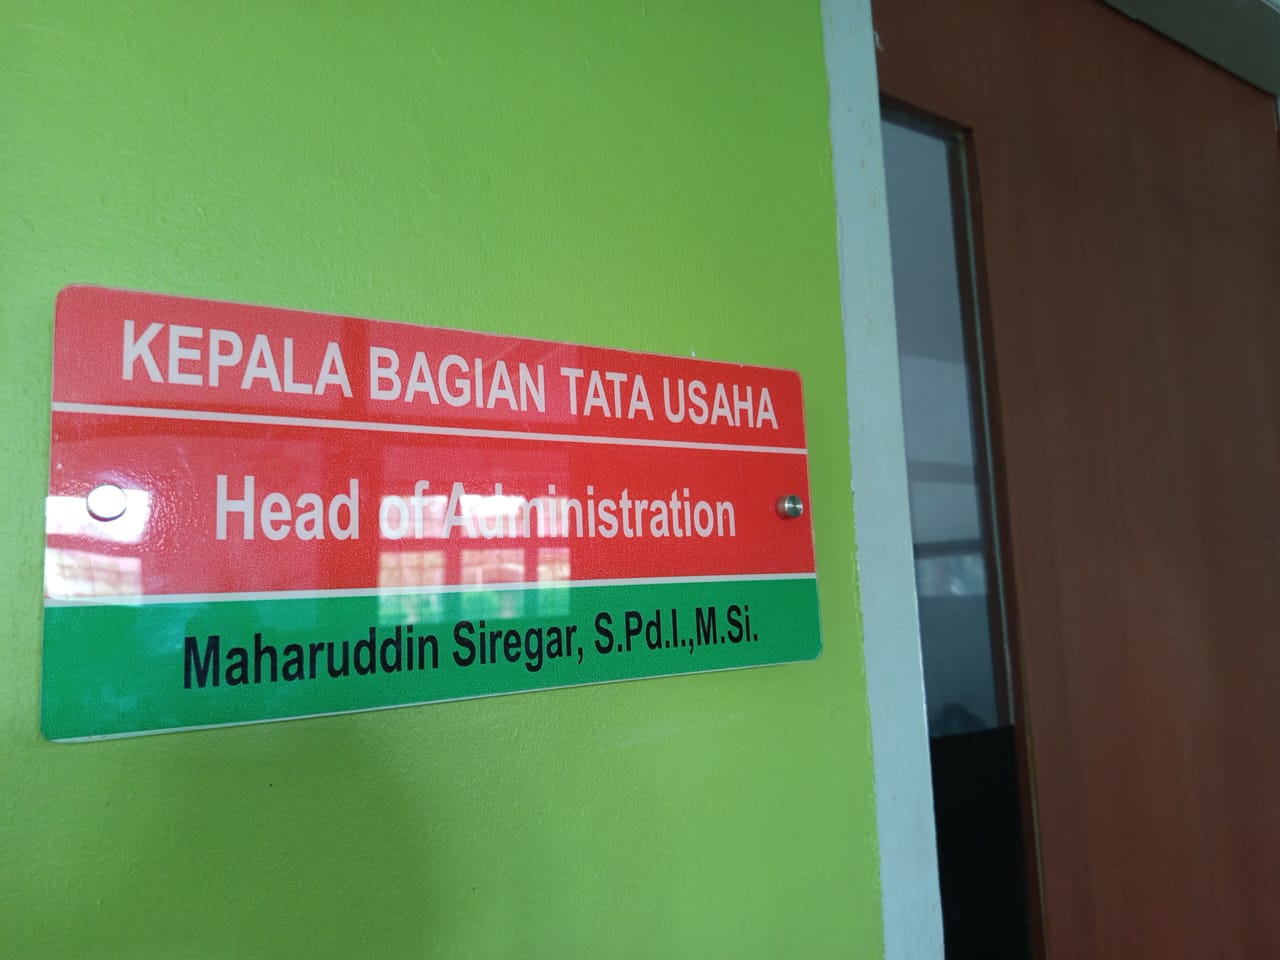 KEPALA BAGIAN TATA USAHA
Head of Administration
Maharuddin Siregar, S.Pd.I.,M.Si.